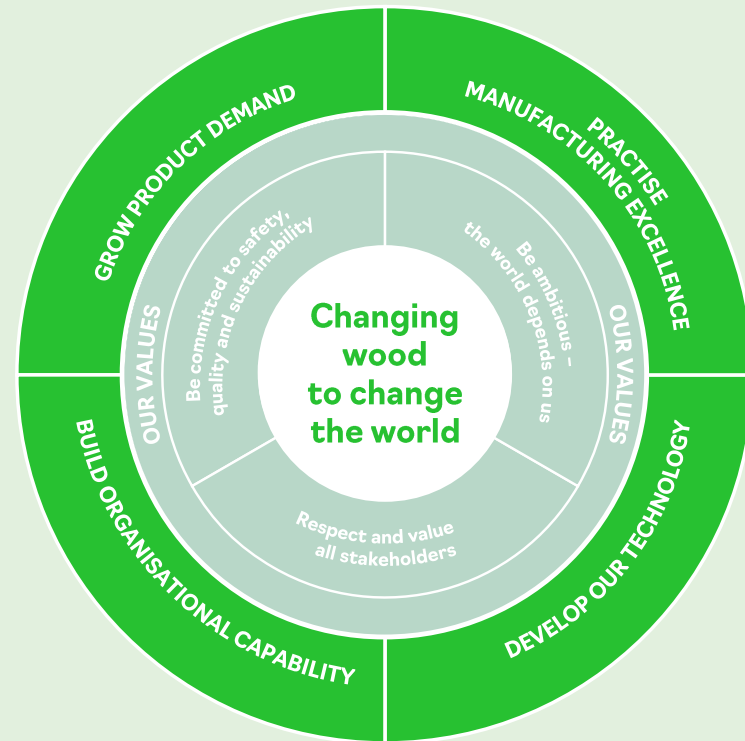 GROW PRODUCT DEMAND
PRACTISE
MANUFACTURING EXCELLENCE
OUR VALUES
OUR VALUES
Be committed to safety,
quality and sustainability
Be ambitious –
the world depends on us
Changing
wood
to change
the world
Respect and value
all stakeholders
BUILD ORGANISATIONAL CAPABILITY
DEVELOP OUR TECHNOLOGY